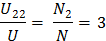 U₂₂/U = N₂/N = 3